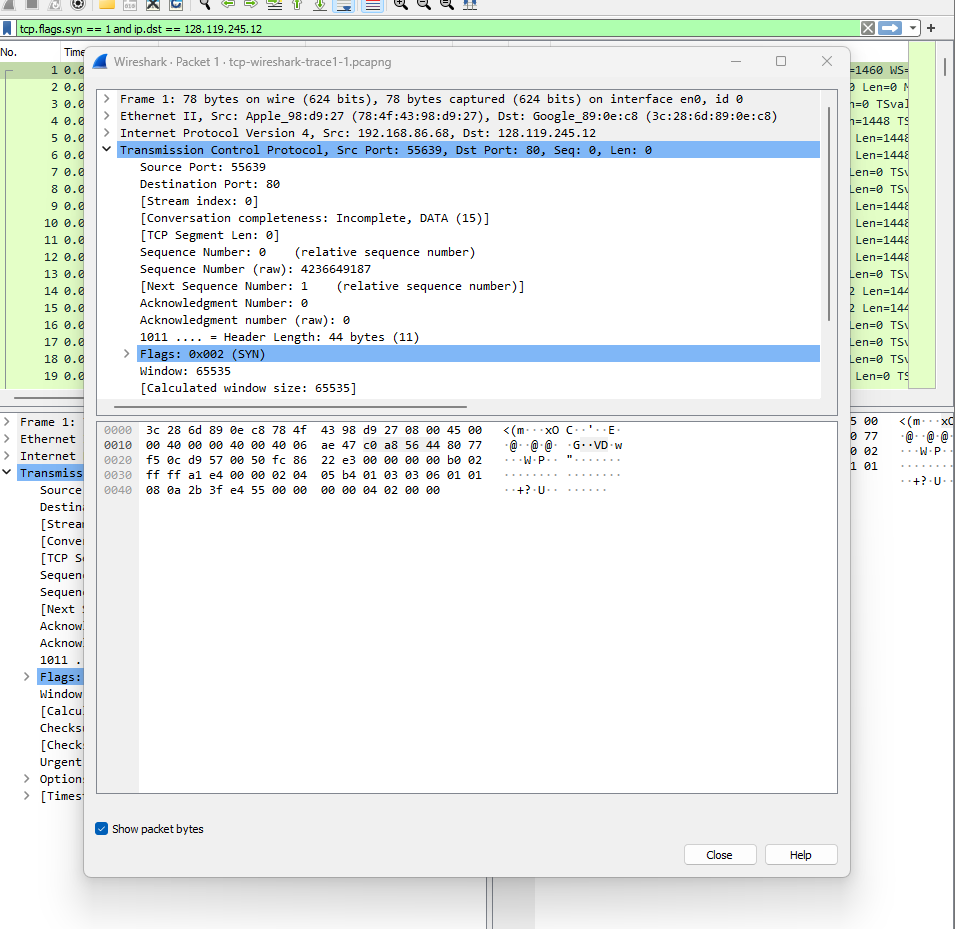 tcp.flags.syn == 1 and ip.dst == 128.119.245.12
No. Time
Wireshark · Packet 1 · tcp-wireshark-trace1-1.pcapng
Frame 1: 78 bytes on wire (624 bits), 78 bytes captured (624 bits) on interface en0, id 0
Ethernet II, Src: Apple_98:d9:27 (78:4f:43:98:d9:27), Dst: Google_89:0e:c8 (3c:28:6d:89:0e:c8)
Internet Protocol Version 4, Src: 192.168.86.68, Dst: 128.119.245.12
Transmission Control Protocol, Src Port: 55639, Dst Port: 80, Seq: 0, Len: 0
Source Port: 55639
Destination Port: 80
[Stream index: 0]
[Conversation completeness: Incomplete, DATA (15)]
[TCP Segment Len: 0]
Sequence Number: 0    (relative sequence number)
Sequence Number (raw): 4236649187
[Next Sequence Number: 1    (relative sequence number)]
Acknowledgment Number: 0
Acknowledgment number (raw): 0
1011 .... = Header Length: 44 bytes (11)
Flags: 0x002 (SYN)
Window: 65535
[Calculated window size: 65535]
0000 3c 28 6d 89 0e c8 78 4f 43 98 d9 27 08 00 45 00 <(m···xO C··'··E·
0010 00 40 00 00 40 00 40 06 ae 47 c0 a8 56 44 80 77 ·@··@·@· ·G··VD·w
0020 f5 0c d9 57 00 50 fc 86 22 e3 00 00 00 00 b0 02 ···W·P·· "·······
0030 ff ff a1 e4 00 00 02 04 05 b4 01 03 03 06 01 01 ········ ········
0040 08 0a 2b 3f e4 55 00 00 00 00 04 02 00 00 ··+?·U·· ······
Show packet bytes
Close Help
1 0.0
2 0.0
3 0.0
4 0.0
5 0.0
6 0.0
7 0.0
8 0.0
9 0.0
10 0.0
11 0.0
12 0.0
13 0.0
14 0.0
15 0.0
16 0.0
17 0.0
18 0.0
19 0.0
=1460 WS=
0 Len=0 M
n=0 TSval
n=1448 TS
Len=1448
Len=1448
Len=0 TSv
Len=0 TSv
Len=1448
Len=1448
Len=1448
Len=1448
Len=0 TSv
2 Len=144
2 Len=144
Len=0 TSv
Len=0 TSv
Len=0 TSv
Len=0 TS
Frame 1:
Ethernet
Internet
Transmiss
Source
Destin
[Strea
[Conve
[TCP Se
Sequen
Sequen
[Next S
Acknow
Acknow
1011 .
Flags:
Window
[Calcu
Checks
[Check
Urgent
Option
[Times
5 00 <(m···xO
0 77 ·@··@·@
0 02 ···W·P··
1 01 ········
··+?·U·